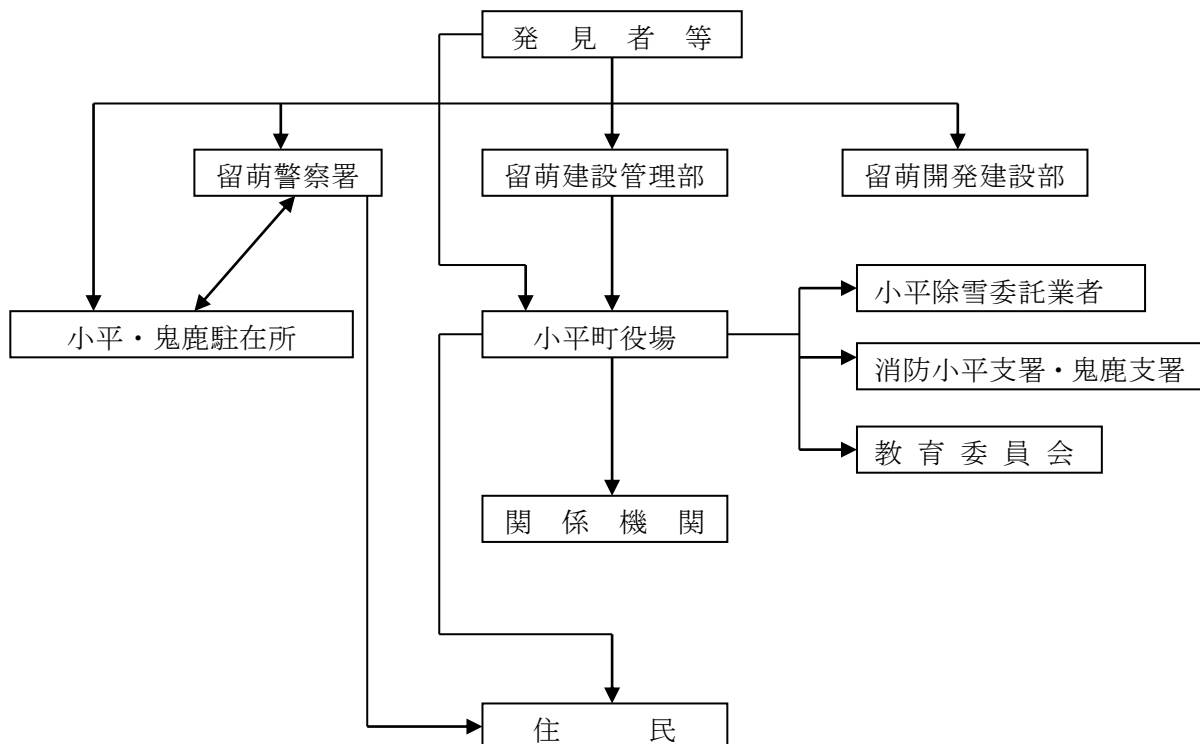 発見者等
留萌警察署
留萌建設管理部
留萌開発建設部
小平除雪委託業者
小平・鬼鹿駐在所
小平町役場
消防小平支署・鬼鹿支署
教育委員会
関係機関
住民